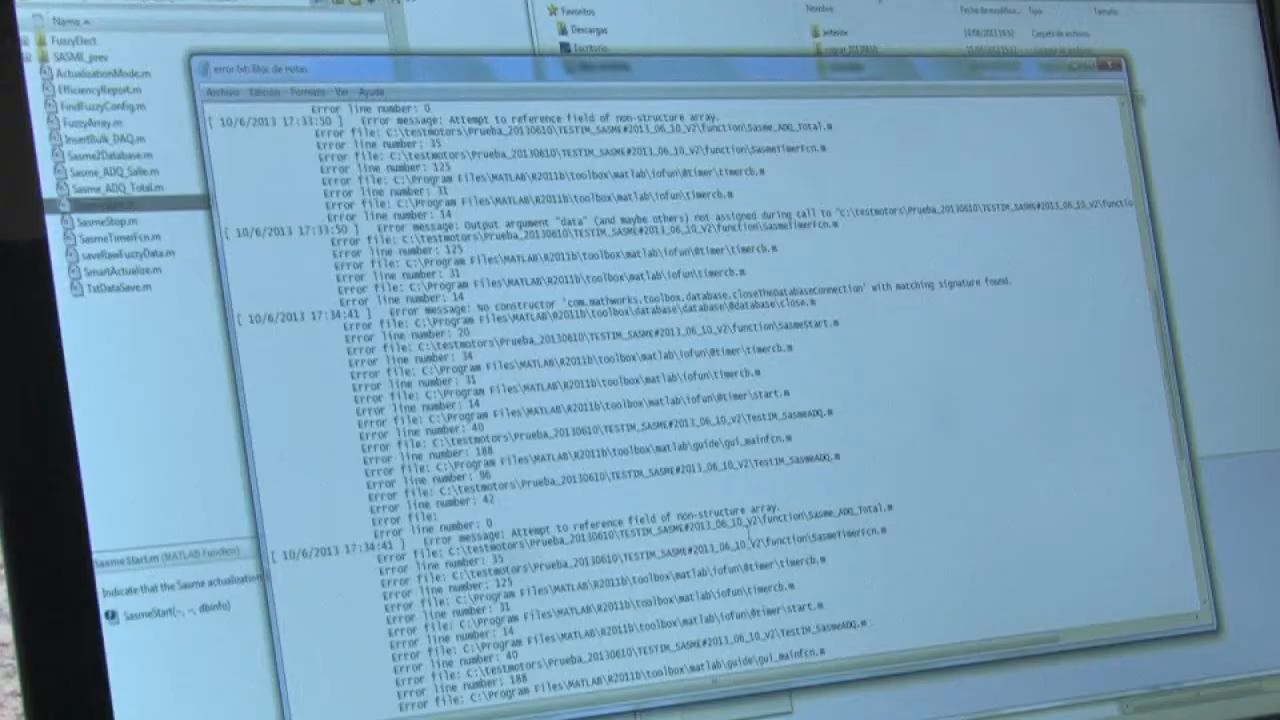 Name
FuzzyElect
SASME_prev
ActualizationMode.m
EfficiencyReport.m
FindFuzzyConfig.m
FuzzyArray.m
InsertBulk_DAQ.m
Sasme2Database.m
Sasme_ADQ_Salle.m
Sasme_ADQ_Total.m
SasmeStop.m
SasmeTimerFcn.m
saveRawFuzzyData.m
SmartActualize.m
TxtDataSave.m
SasmeStart.m (MATLAB Function)
Indicate that the Sasme actualization
SasmeStart(~, ~, dbinfo)
Favoritos
Descargas
Escritorio
Nombre
Fecha de modifica...
Tipo
Tamaño
Carpeta de archivos
Carpeta de archivos
error.txt: Bloc de notas
Archivo Edición Formato Ver Ayuda
Error line number: 0
[ 10/6/2013 17:33:50 ] Error message: Attempt to reference field of non-structure array.
Error file: C:\testmotors\Prueba_20130610\TESTIM_SASME#2013_06_10_V2\function\Sasme_ADQ_Total.m
Error line number: 35
Error file: C:\testmotors\Prueba_20130610\TESTIM_SASME#2013_06_10_V2\function\SasmeTimerFcn.m
Error line number: 125
Error file: C:\Program Files\MATLAB\R2011b\toolbox\matlab\iofun\@timer\timercb.m
Error line number: 31
Error file: C:\Program Files\MATLAB\R2011b\toolbox\matlab\iofun\timercb.m
Error line number: 14
[ 10/6/2013 17:33:50 ] Error message: Output argument "data" (and maybe others) not assigned during call to "C:\testmotors\Prueba_20130610\TESTIM_SASME#2013_06_10_V2\functio
Error file: C:\testmotors\Prueba_20130610\TESTIM_SASME#2013_06_10_V2\function\SasmeTimerFcn.m
Error line number: 125
Error file: C:\Program Files\MATLAB\R2011b\toolbox\matlab\iofun\@timer\timercb.m
Error line number: 31
Error file: C:\Program Files\MATLAB\R2011b\toolbox\matlab\iofun\timercb.m
Error line number: 14
[ 10/6/2013 17:34:41 ] Error message: No constructor 'com.mathworks.toolbox.database.closeTheDatabaseConnection' with matching signature found.
Error file: C:\Program Files\MATLAB\R2011b\toolbox\database\database\@database\close.m
Error line number: 20
Error file: C:\testmotors\Prueba_20130610\TESTIM_SASME#2013_06_10_V2\function\SasmeStart.m
Error line number: 34
Error file: C:\Program Files\MATLAB\R2011b\toolbox\matlab\iofun\@timer\timercb.m
Error line number: 31
Error file: C:\Program Files\MATLAB\R2011b\toolbox\matlab\iofun\timercb.m
Error line number: 14
Error file: C:\Program Files\MATLAB\R2011b\toolbox\matlab\iofun\@timer\start.m
Error line number: 40
Error file: C:\testmotors\Prueba_20130610\TESTIM_SASME#2013_06_10_V2\TestIM_SasmeADQ.m
Error line number: 188
Error file: C:\Program Files\MATLAB\R2011b\toolbox\matlab\guide\gui_mainfcn.m
Error line number: 96
Error file: C:\testmotors\Prueba_20130610\TESTIM_SASME#2013_06_10_V2\TestIM_SasmeADQ.m
Error line number: 42
Error file:
Error line number: 0
[ 10/6/2013 17:34:41 ] Error message: Attempt to reference field of non-structure array.
Error file: C:\testmotors\Prueba_20130610\TESTIM_SASME#2013_06_10_V2\function\Sasme_ADQ_Total.m
Error line number: 35
Error file: C:\testmotors\Prueba_20130610\TESTIM_SASME#2013_06_10_V2\function\SasmeTimerFcn.m
Error line number: 125
Error file: C:\Program Files\MATLAB\R2011b\toolbox\matlab\iofun\@timer\timercb.m
Error line number: 31
Error file: C:\Program Files\MATLAB\R2011b\toolbox\matlab\iofun\timercb.m
Error line number: 14
Error file: C:\Program Files\MATLAB\R2011b\toolbox\matlab\iofun\@timer\start.m
Error line number: 40
Error file: C:\testmotors\Prueba_20130610\TESTIM_SASME#2013_06_10_V2\TestIM_SasmeADQ.m
Error line number: 188
Error file: C:\Program Files\MATLAB\R2011b\toolbox\matlab\guide\gui_mainfcn.m